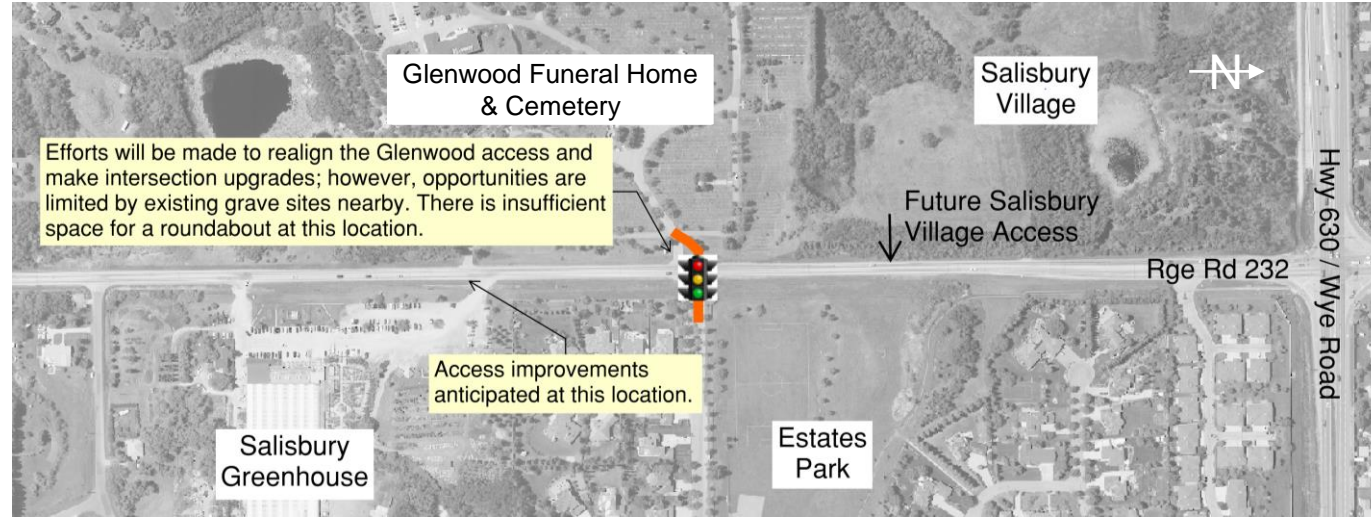 Glenwood Funeral Home
& Cemetery
Salisbury
Village
N
Efforts will be made to realign the Glenwood access and
make intersection upgrades; however, opportunities are
limited by existing grave sites nearby. There is insufficient
space for a roundabout at this location.
Future Salisbury
Village Access
Rge Rd 232
Hwy 630 / Wye Road
Access improvements
anticipated at this location.
Salisbury
Greenhouse
Estates
Park